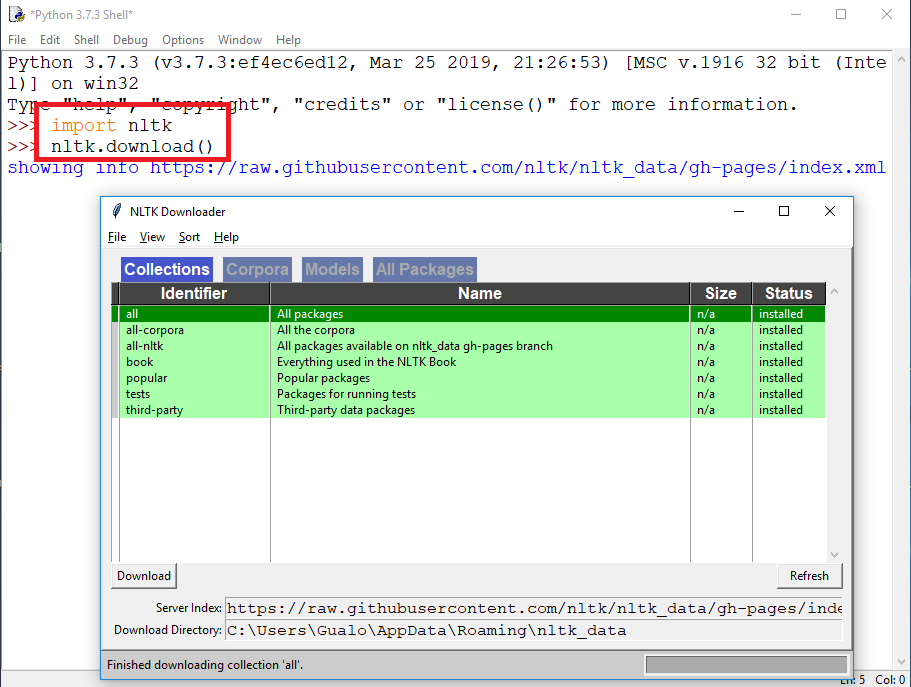 *Python 3.7.3 Shell*
File Edit Shell Debug Options Window Help
Python 3.7.3 (v3.7.3:ef4ec6ed12, Mar 25 2019, 21:26:53) [MSC v.1916 32 bit (Inte
l)] on win32
Type "help", "copyright", "credits" or "license()" for more information.
>>> import nltk
>>> nltk.download()
showing info https://raw.githubusercontent.com/nltk/nltk_data/gh-pages/index.xml
NLTK Downloader
File View Sort Help
Collections Corpora Models All Packages
Identifier Name Size Status
all All packages n/a installed
all-corpora All the corpora n/a installed
all-nltk All packages available on nltk_data gh-pages branch n/a installed
book Everything used in the NLTK Book n/a installed
popular Popular packages n/a installed
tests Packages for running tests n/a installed
third-party Third-party data packages n/a installed
Download Refresh
Server Index: https://raw.githubusercontent.com/nltk/nltk_data/gh-pages/inde
Download Directory: C:\Users\Gualo\AppData\Roaming\nltk_data
Finished downloading collection 'all'.
Ln: 5 Col: 0